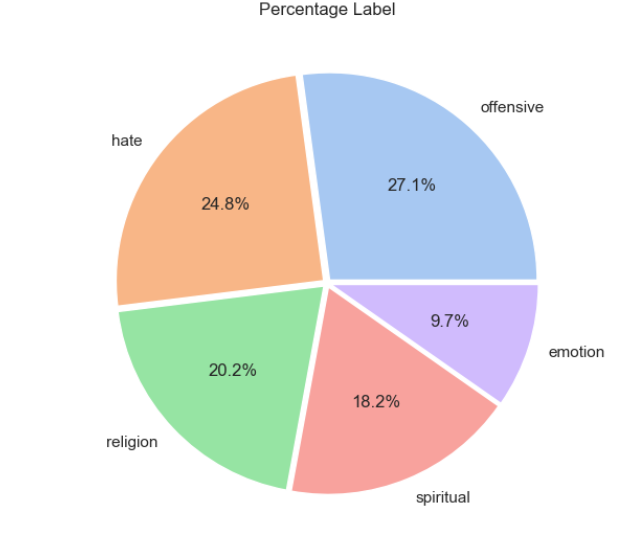 Percentage Label
offensive
27.1%
hate
24.8%
religion
20.2%
spiritual
18.2%
emotion
9.7%